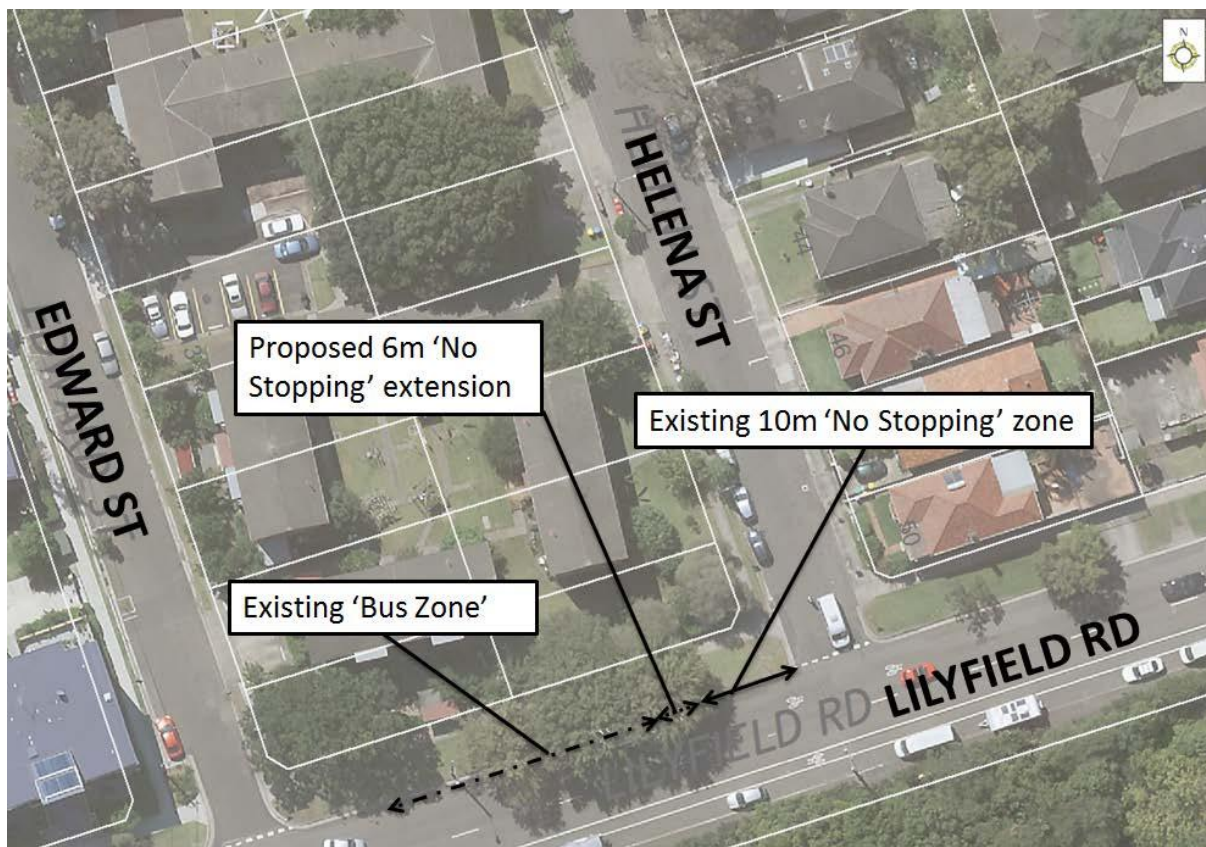 N
HELENA ST
EDWARD ST
Proposed 6m ‘No
Stopping’ extension
Existing 10m ‘No Stopping’ zone
46
50
Existing ‘Bus Zone’
LILYFIELD RD
LILYFIELD RD